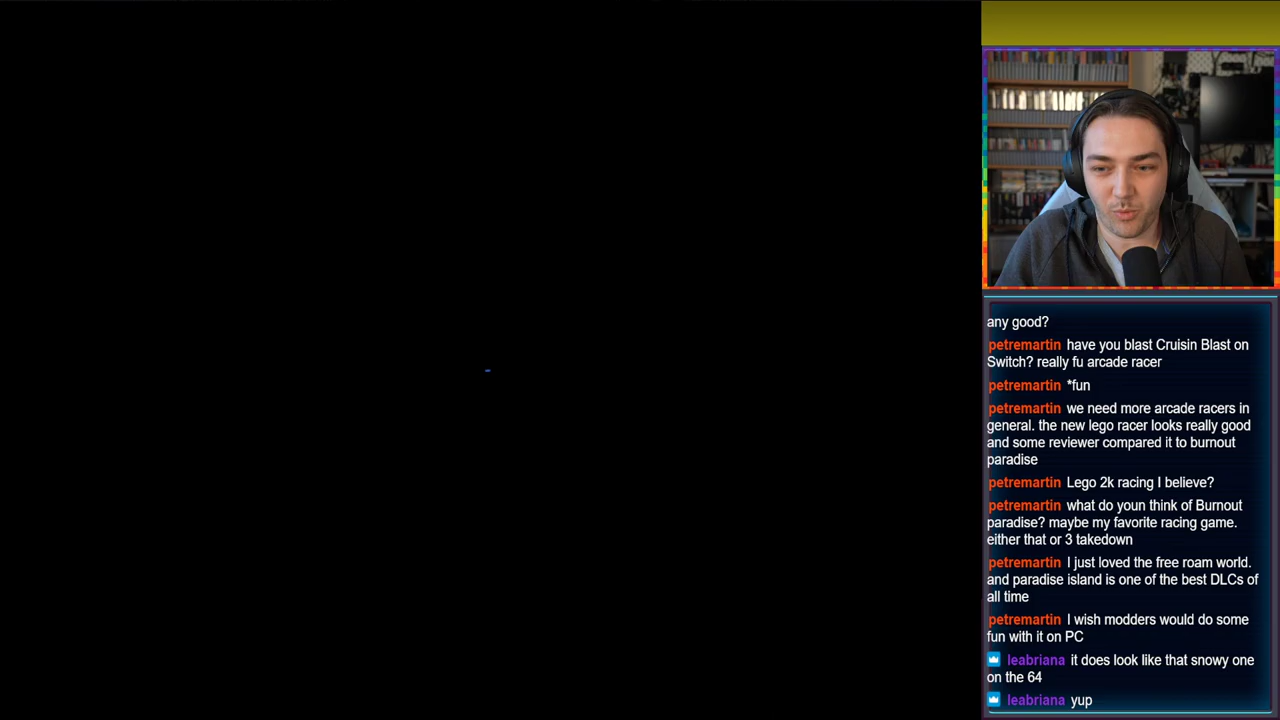 any good?
petremartin have you blast Cruisin Blast on
Switch? really fu arcade racer
petremartin *fun
petremartin we need more arcade racers in
general. the new lego racer looks really good
and some reviewer compared it to burnout
paradise
petremartin Lego 2k racing I believe?
petremartin what do youn think of Burnout
paradise? maybe my favorite racing game.
either that or 3 takedown
petremartin I just loved the free roam world.
and paradise island is one of the best DLCs of
all time
petremartin I wish modders would do some
fun with it on PC
leabriana it does look like that snowy one
on the 64
leabriana yup